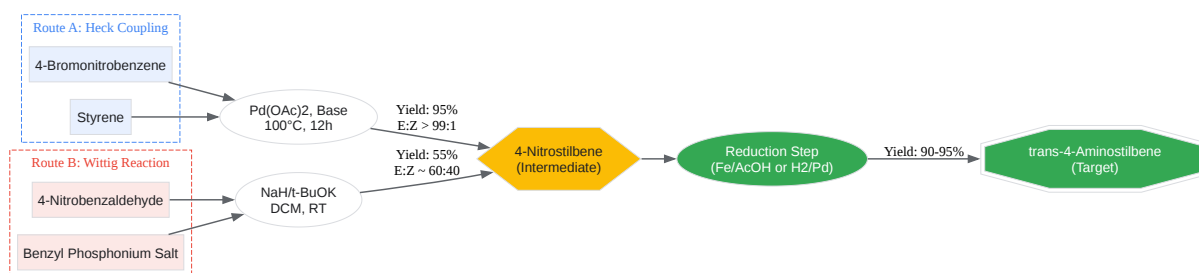 Route A: Heck Coupling
4-Bromonitrobenzene
Styrene
Pd(OAc)2, Base
100°C, 12h
Yield: 95%
E:Z > 99:1
Route B: Wittig Reaction
4-Nitrobenzaldehyde
Benzyl Phosphonium Salt
NaH/t-BuOK
DCM, RT
Yield: 55%
E:Z ~ 60:40
4-Nitrostilbene
(Intermediate)
Reduction Step
(Fe/AcOH or H2/Pd)
Yield: 90-95%
trans-4-Aminostilbene
(Target)